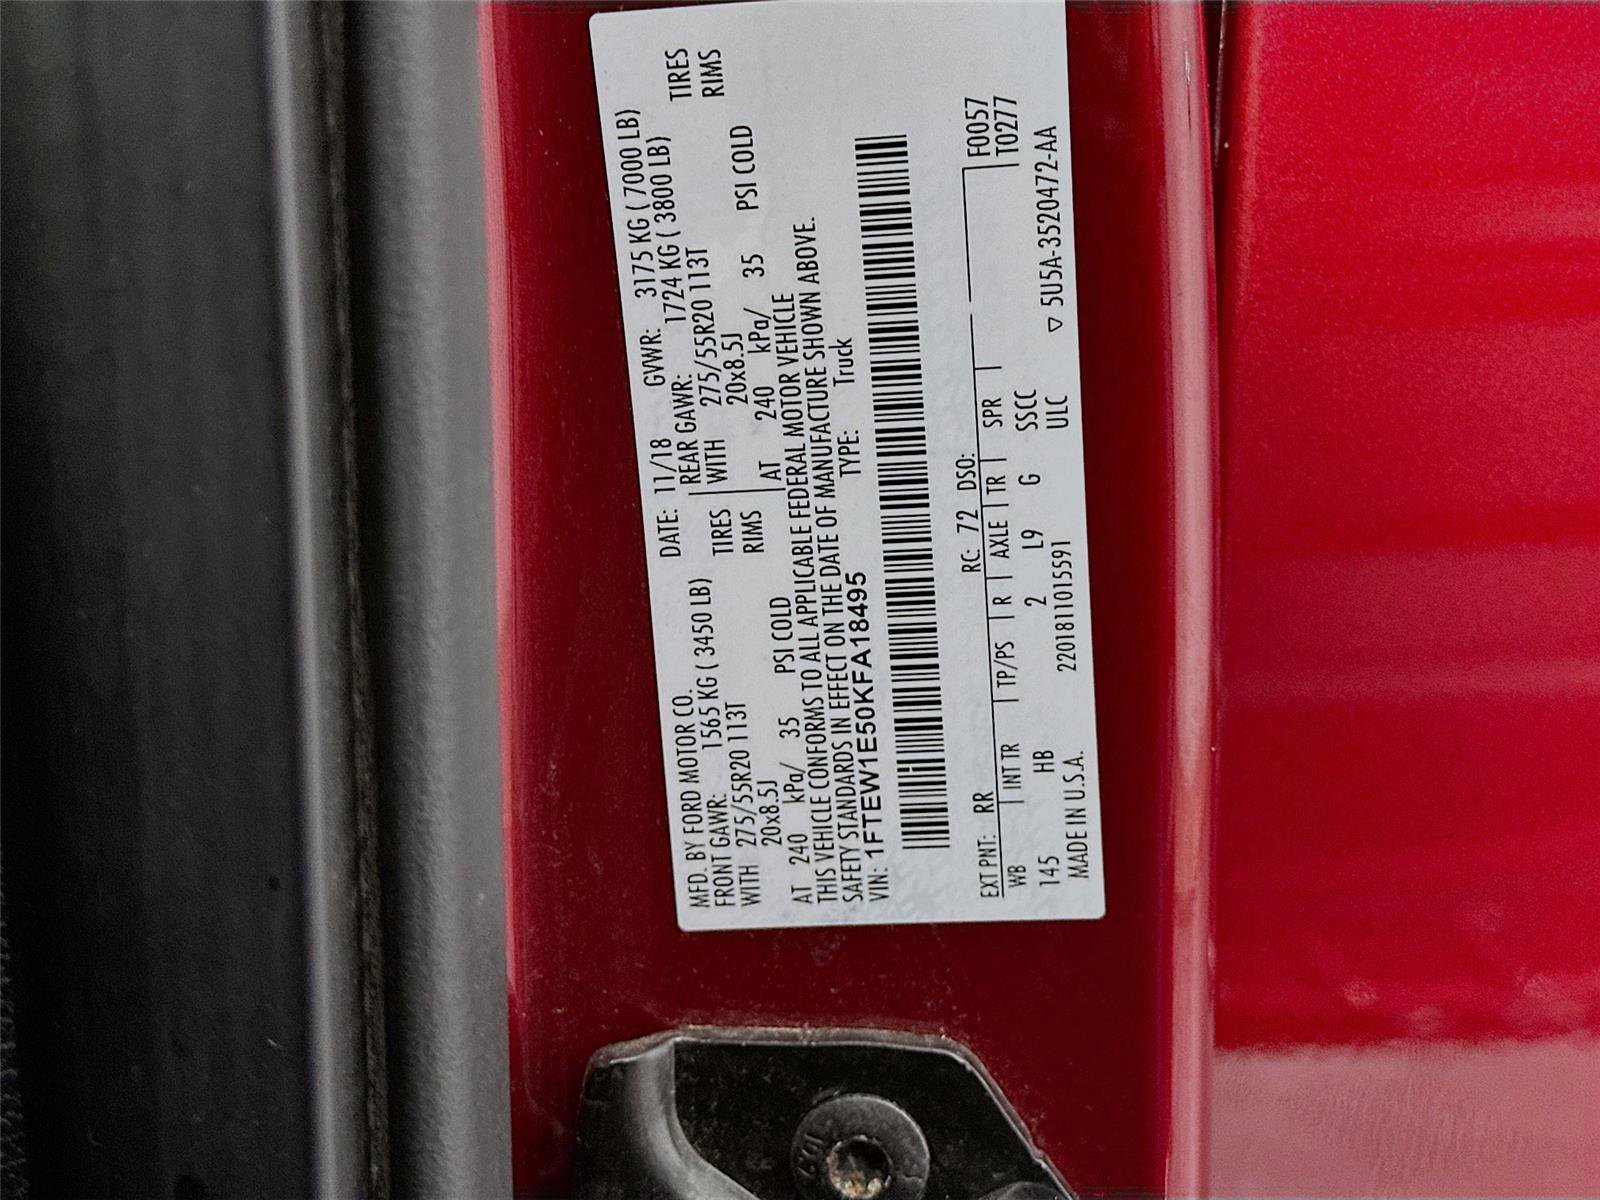 MFD. BY FORD MOTOR CO. DATE: 11/18 GVWR: 3175 KG ( 7000 LB)
FRONT GAWR: 1565 KG ( 3450 LB) REAR GAWR: 1724 KG ( 3800 LB)
WITH 275/55R20 113T TIRES WITH 275/55R20 113T TIRES
20x8.5J RIMS 20x8.5J RIMS
AT 240 kPa/ 35 PSI COLD AT 240 kPa/ 35 PSI COLD
THIS VEHICLE CONFORMS TO ALL APPLICABLE FEDERAL MOTOR VEHICLE
SAFETY STANDARDS IN EFFECT ON THE DATE OF MANUFACTURE SHOWN ABOVE.
VIN: 1FTEW1E50KFA18495 TYPE: Truck
EXT PNT: RR RC: 72 DSO: F0057
WB INT TR TP/PS R AXLE TR SPR T0277
145 HB 2 L9 G SSCC
MADE IN U.S.A. 2201811015591 ULC ▽ 5U5A-3520472-AA